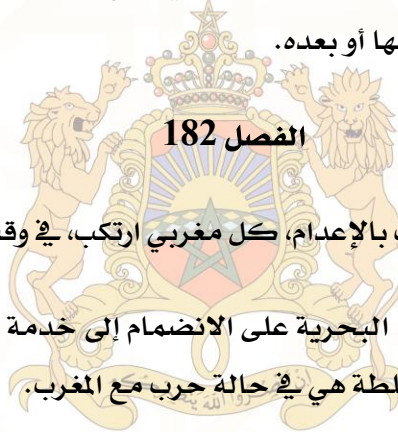 ها أو بعده.
الفصل 182
بالإعدام، كل مغربي ارتكب، في وق
البحرية على الانضمام إلى خدمة
لطة هي في حالة حرب مع المغرب.